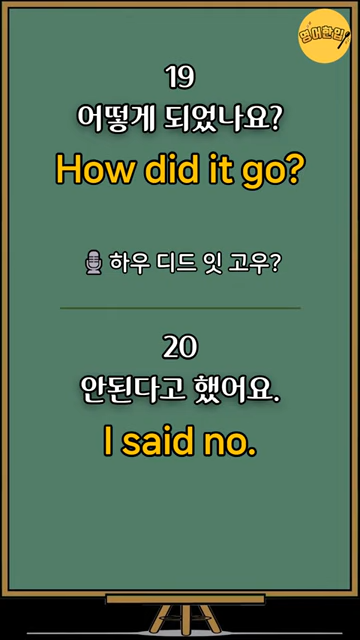 영어한입
19
어떻게 되었나요?
How did it go?
하우 디드 잇 고우?
20
안된다고 했어요.
I said no.